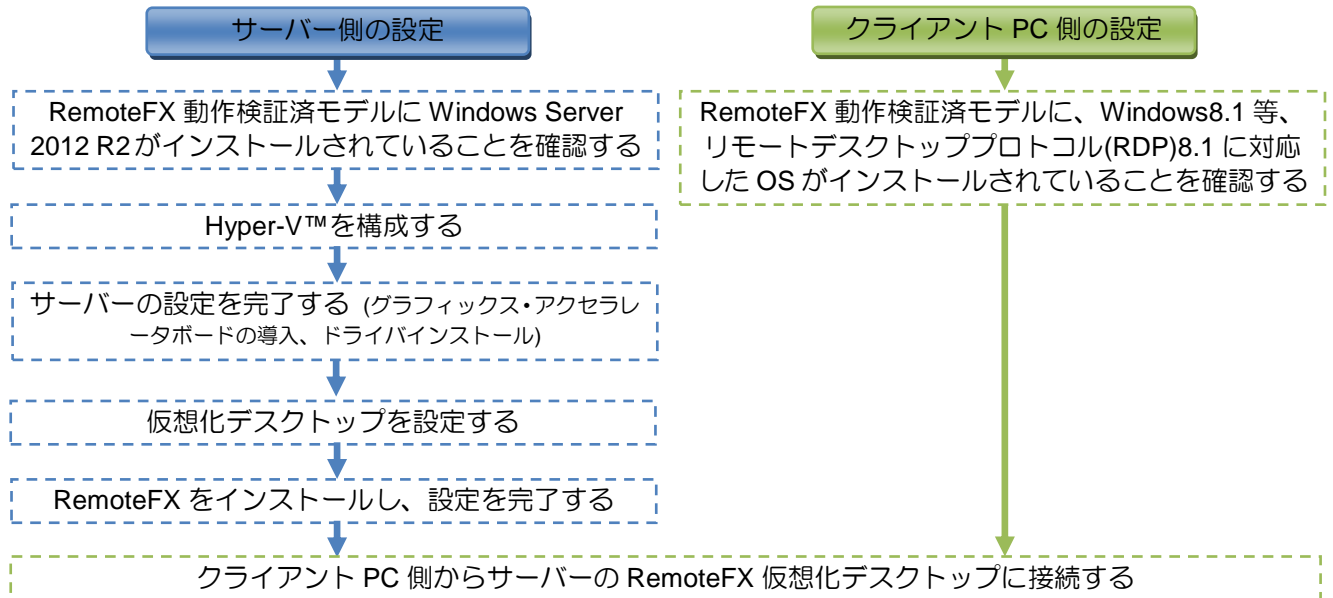 サーバー側の設定
RemoteFX 動作検証済モデルに Windows Server
2012 R2がインストールされていることを確認する
Hyper-V™を構成する
サーバーの設定を完了する (グラフィックス・アクセラレ
ータボードの導入、ドライバインストール)
仮想化デスクトップを設定する
RemoteFX をインストールし、設定を完了する
クライアント PC 側の設定
RemoteFX 動作検証済モデルに、Windows8.1 等、
リモートデスクトッププロトコル(RDP)8.1 に対応
した OS がインストールされていることを確認する
クライアント PC 側からサーバーの RemoteFX 仮想化デスクトップに接続する